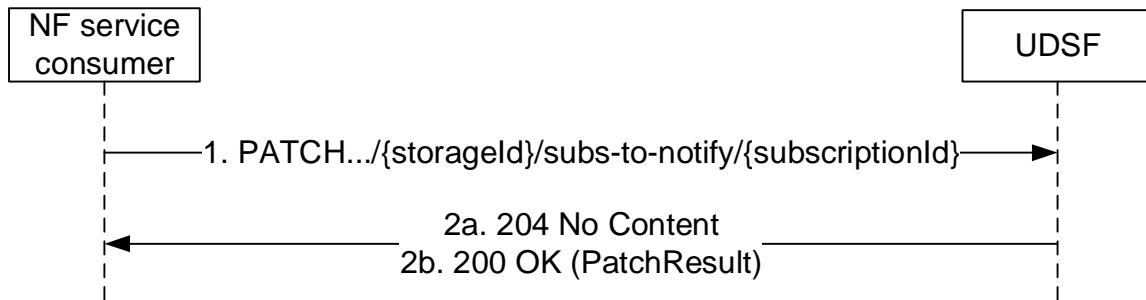 NF service
consumer
UDSF
1. PATCH.../{storageId}/subs-to-notify/{subscriptionId}
2a. 204 No Content
2b. 200 OK (PatchResult)